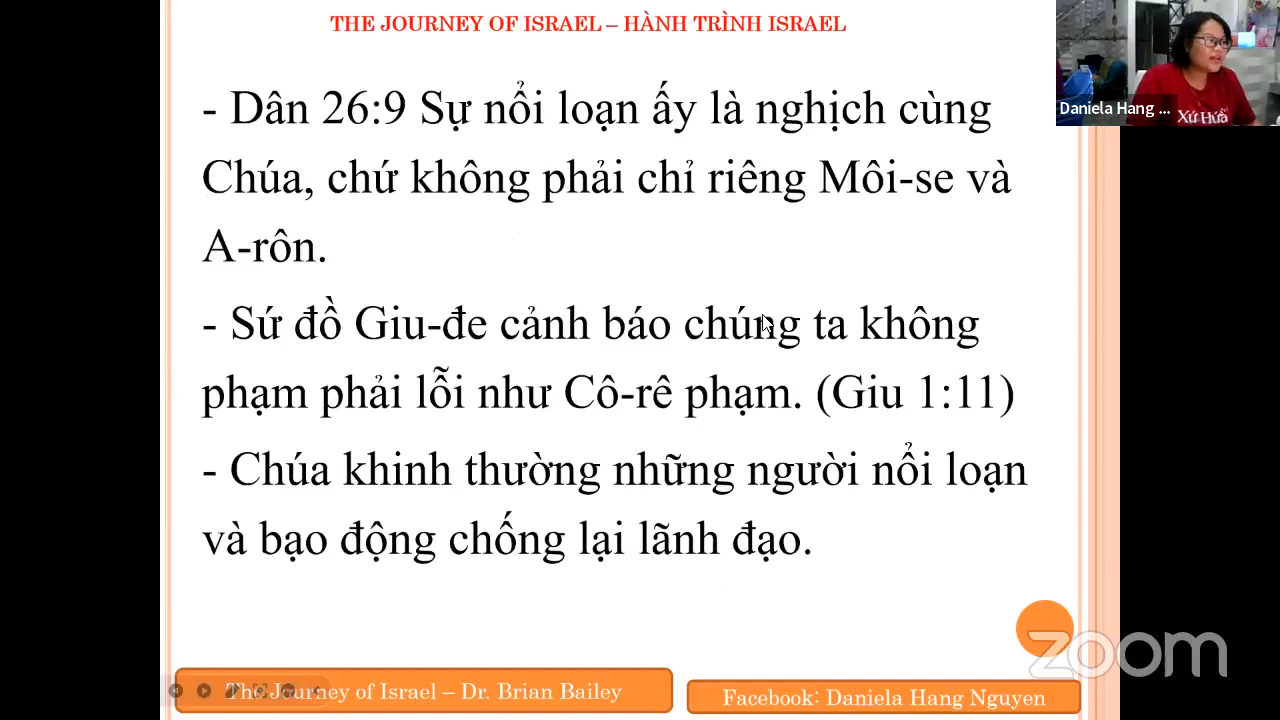 THE JOURNEY OF ISRAEL – HÀNH TRÌNH ISRAEL
- Dân 26:9 Sự nổi loạn ấy là nghịch cùng
Chúa, chứ không phải chỉ riêng Môi-se và
A-rôn.
- Sứ đồ Giu-đe cảnh báo chúng ta không
phạm phải lỗi như Cô-rê phạm. (Giu 1:11)
- Chúa khinh thường những người nổi loạn
và bạo động chống lại lãnh đạo.
Xứ Hứa
Daniela Hang ...
zoom
The Journey of Israel – Dr. Brian Bailey
Facebook: Daniela Hang Nguyen